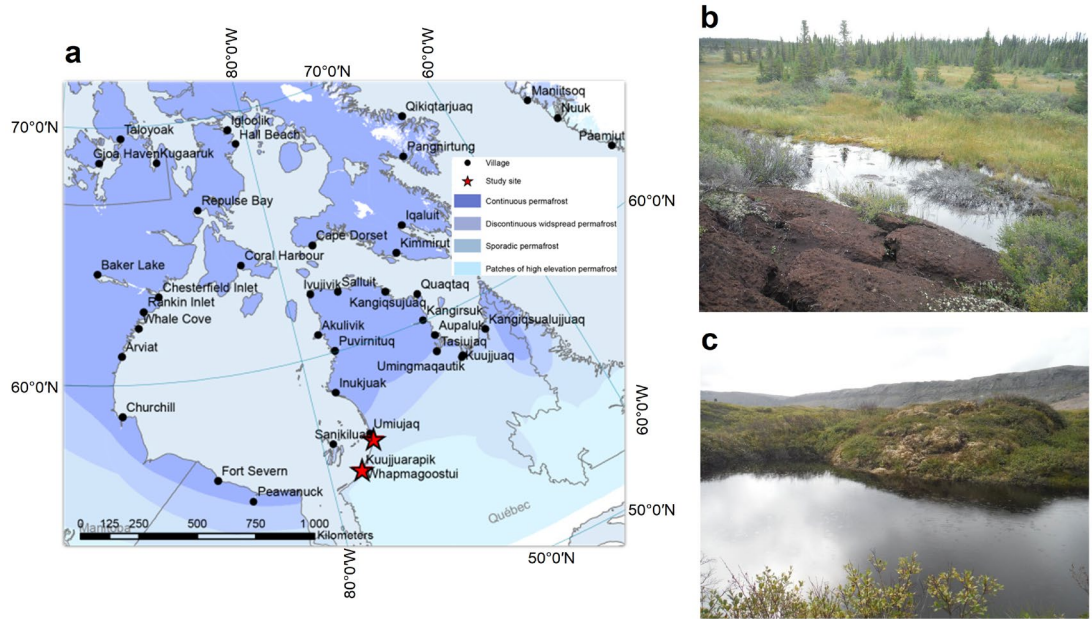 a
80°0'W
70°0'N
60°0'W
70°0'N
Maniitsoq
Nuuk
Paamiut
Qikiqtarjuaq
Igloolik
Hall Beach
Taloyoak
Gjoa Haven
Kugaaruk
Pangnirtung
Village
Study site
Continuous permafrost
Discontinuous widespread permafrost
Sporadic permafrost
Patches of high elevation permafrost
60°0'N
Repulse Bay
Iqaluit
Cape Dorset
Kimmirut
Coral Harbour
Baker Lake
Chesterfield Inlet
Rankin Inlet
Whale Cove
Ivujivik
Salluit
Quaqtaq
Kangiqsujuaq
Kangirsuk
Kangiqsualujjuaq
Akulivik
Aupaluk
Arviat
Puvirnituq
Tasiujaq
Kuujjuaq
Umingmaqautik
60°0'N
Inukjuak
60°0'W
Churchill
Umiujaq
Sanikiluaq
Kuujjuarapik
Whapmagoostui
Fort Severn
Peawanuck
Québec
50°0'N
Manitoba
0 125 250 500 750 1 000
Kilometers
80°0'W
50°0'N
b
c